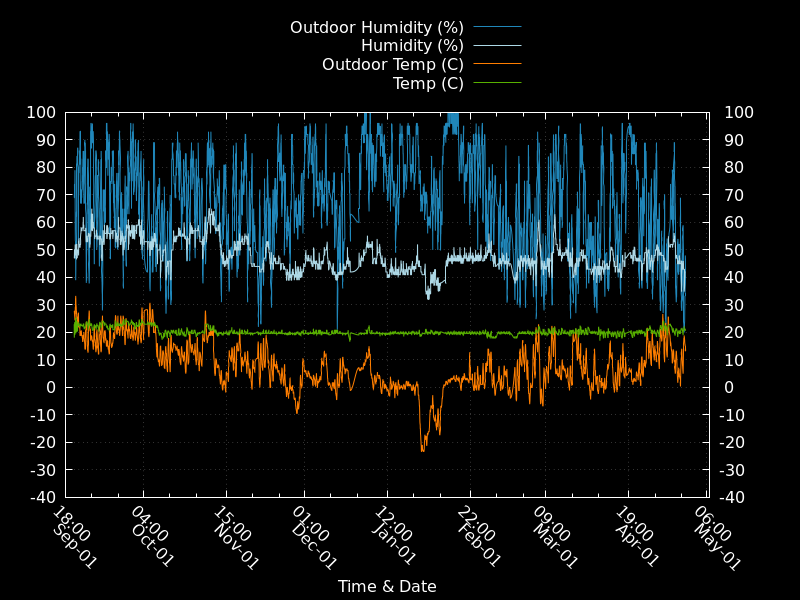 Outdoor Humidity (%)
Humidity (%)
Outdoor Temp (C)
Temp (C)
100 100
90 90
80 80
70 70
60 60
50 50
40 40
30 30
20 20
10 10
0 0
-10 -10
-20 -20
-30 -30
-40 -40
18:00 04:00 15:00 01:00 12:00 22:00 09:00 19:00 06:00
Sep-01 Oct-01 Nov-01 Dec-01 Jan-01 Feb-01 Mar-01 Apr-01 May-01
Time & Date